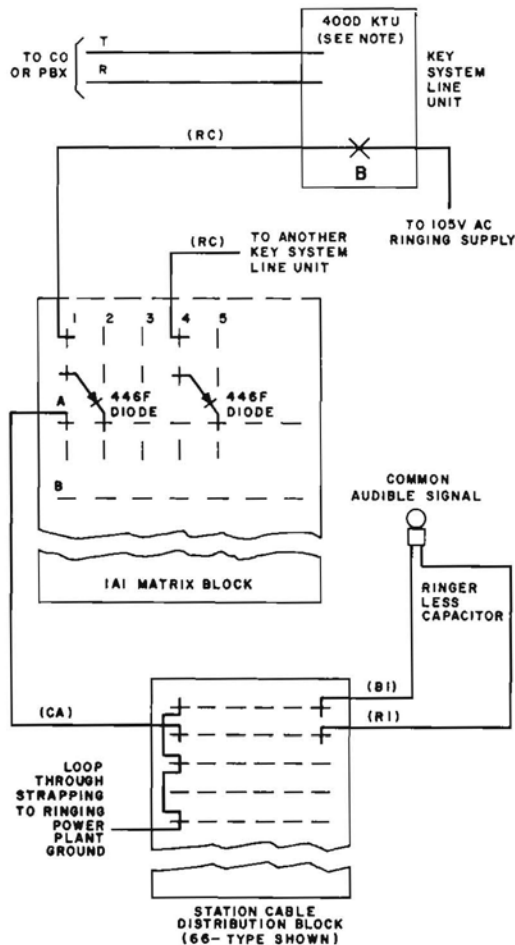 400D KTU
(SEE NOTE)
TO CO
OR PBX
T
R
KEY
SYSTEM
LINE
UNIT
(RC)
B
TO 105V AC
RINGING SUPPLY
(RC)
TO ANOTHER
KEY SYSTEM
LINE UNIT
1 2 3 4 5
446F
DIODE
446F
DIODE
A
B
COMMON
AUDIBLE SIGNAL
1A1 MATRIX BLOCK
RINGER
LESS
CAPACITOR
(B1)
(CA)
(R1)
LOOP
THROUGH
STRAPPING
TO RINGING
POWER
PLANT
GROUND
STATION CABLE
DISTRIBUTION BLOCK
(66-TYPE SHOWN)